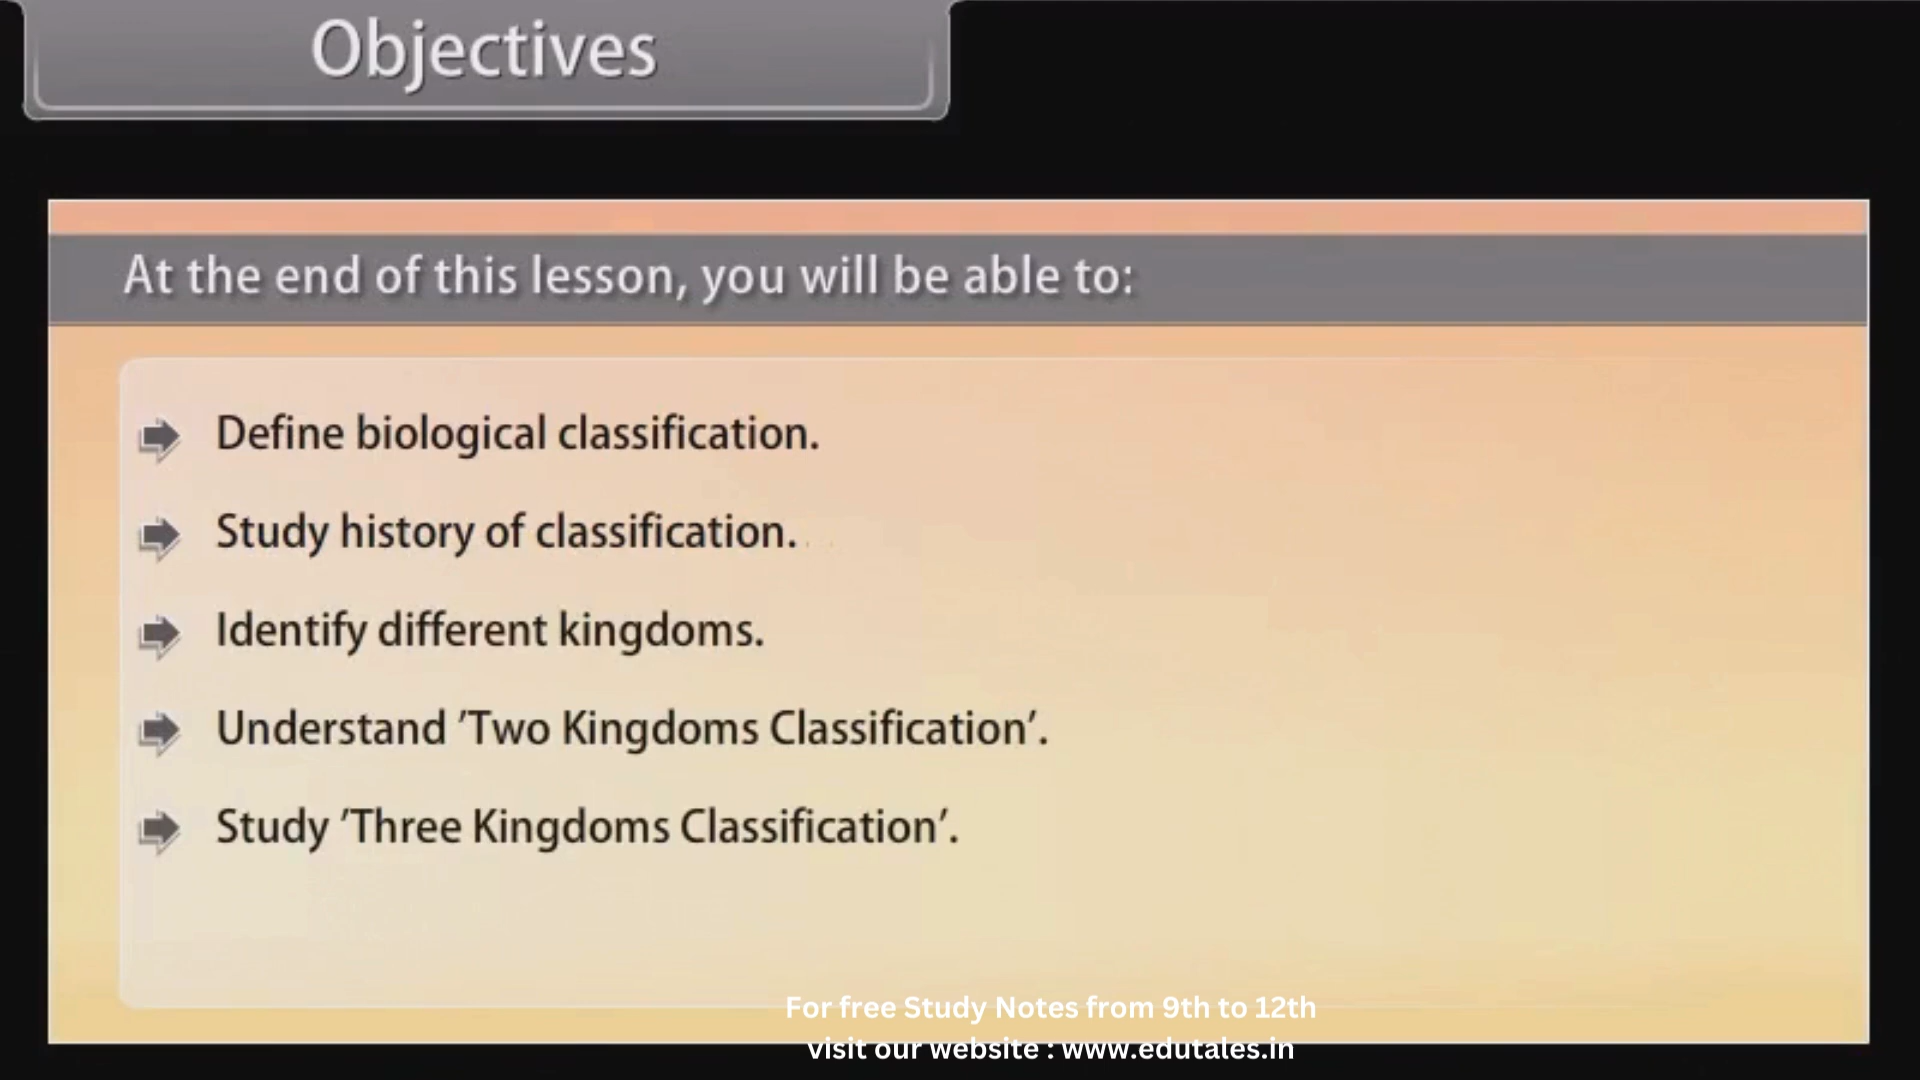 Objectives
At the end of this lesson, you will be able to:
Define biological classification.
Study history of classification.
Identify different kingdoms.
Understand 'Two Kingdoms Classification'.
Study 'Three Kingdoms Classification'.
For free Study Notes from 9th to 12th
visit our website : www.edutales.in